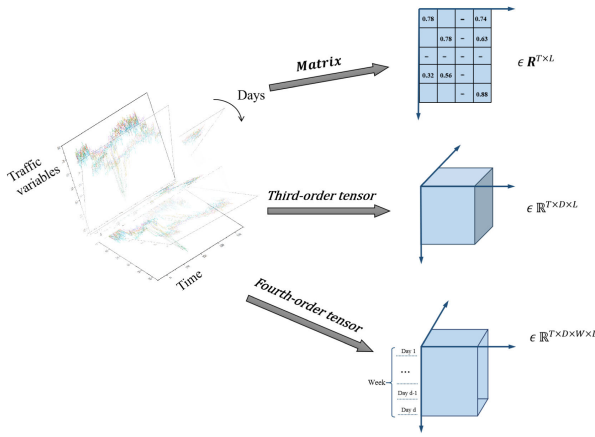 Matrix
Days
Traffic
variables
Time
0.78 – 0.74
0.78 – 0.63
– – – –
0.32 0.56 –
– 0.88
ϵ R^{T×L}
Third-order tensor
ϵ ℝ^{T×D×L}
Fourth-order tensor
Week
Day 1
...
Day d-1
Day d
ϵ ℝ^{T×D×W×I